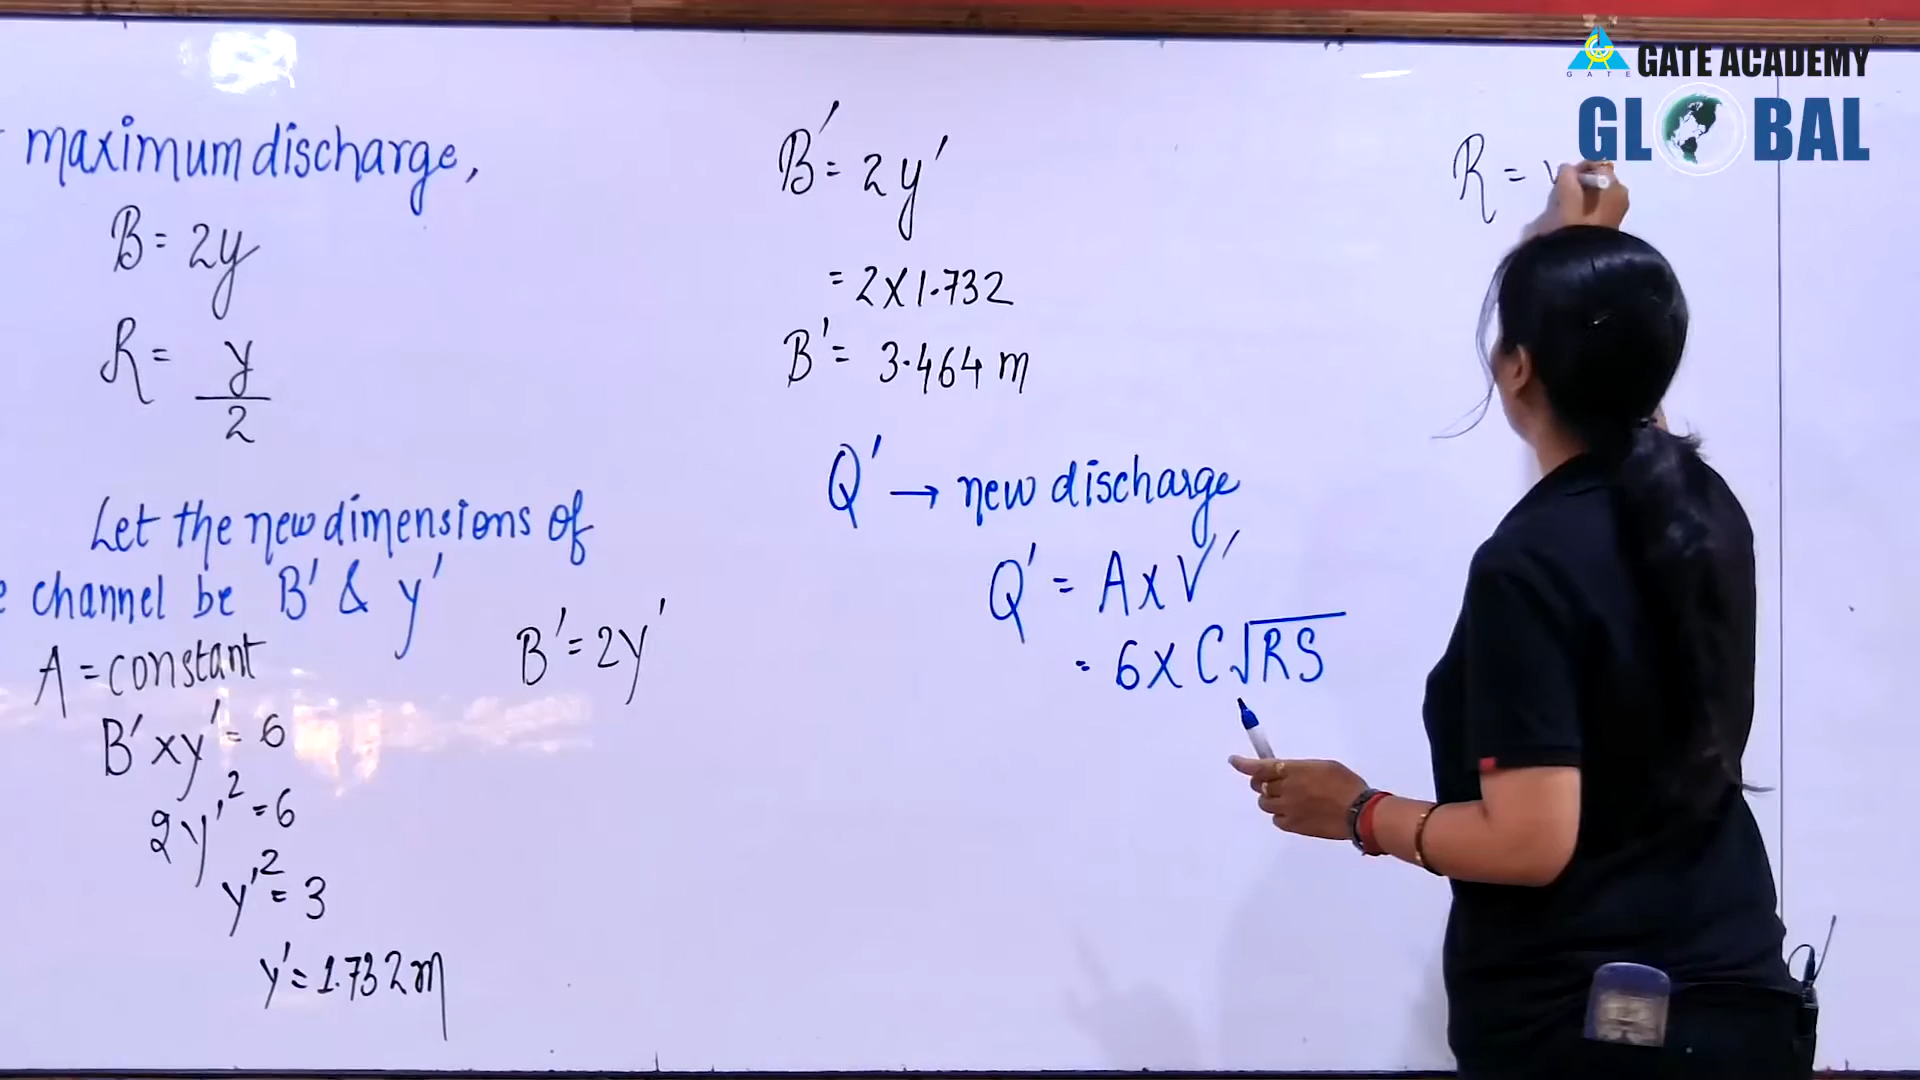 maximum discharge,
B = 2y
R = y/2
Let the new dimensions of
channel be B' & y'
A = constant
B' = 2y'
B' x y' = 6
2y'² = 6
y'² = 3
y' = 1.732 m
B' = 2y'
= 2 x 1.732
B' = 3.464 m
Q' → new discharge
Q' = A x V'
= 6 x C√RS
R =
GATE
GATE ACADEMY
GLOBAL